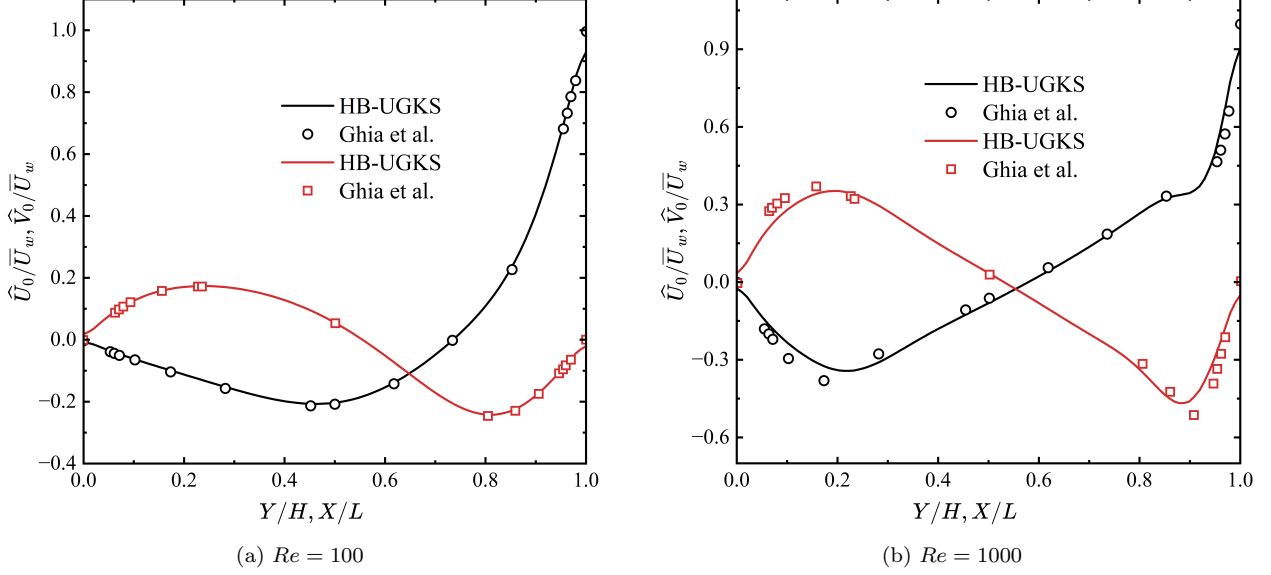 1.0
0.8
0.6
0.4
0.2
0.0
−0.2
−0.4
HB-UGKS
Ghia et al.
HB-UGKS
Ghia et al.
Û₀/U̿_w, V̂₀/U̿_w
0.0 0.2 0.4 0.6 0.8 1.0
Y/H, X/L
(a) Re = 100
0.9
0.6
0.3
0.0
−0.3
−0.6
HB-UGKS
Ghia et al.
HB-UGKS
Ghia et al.
Û₀/U̿_w, V̂₀/U̿_w
0.0 0.2 0.4 0.6 0.8 1.0
Y/H, X/L
(b) Re = 1000